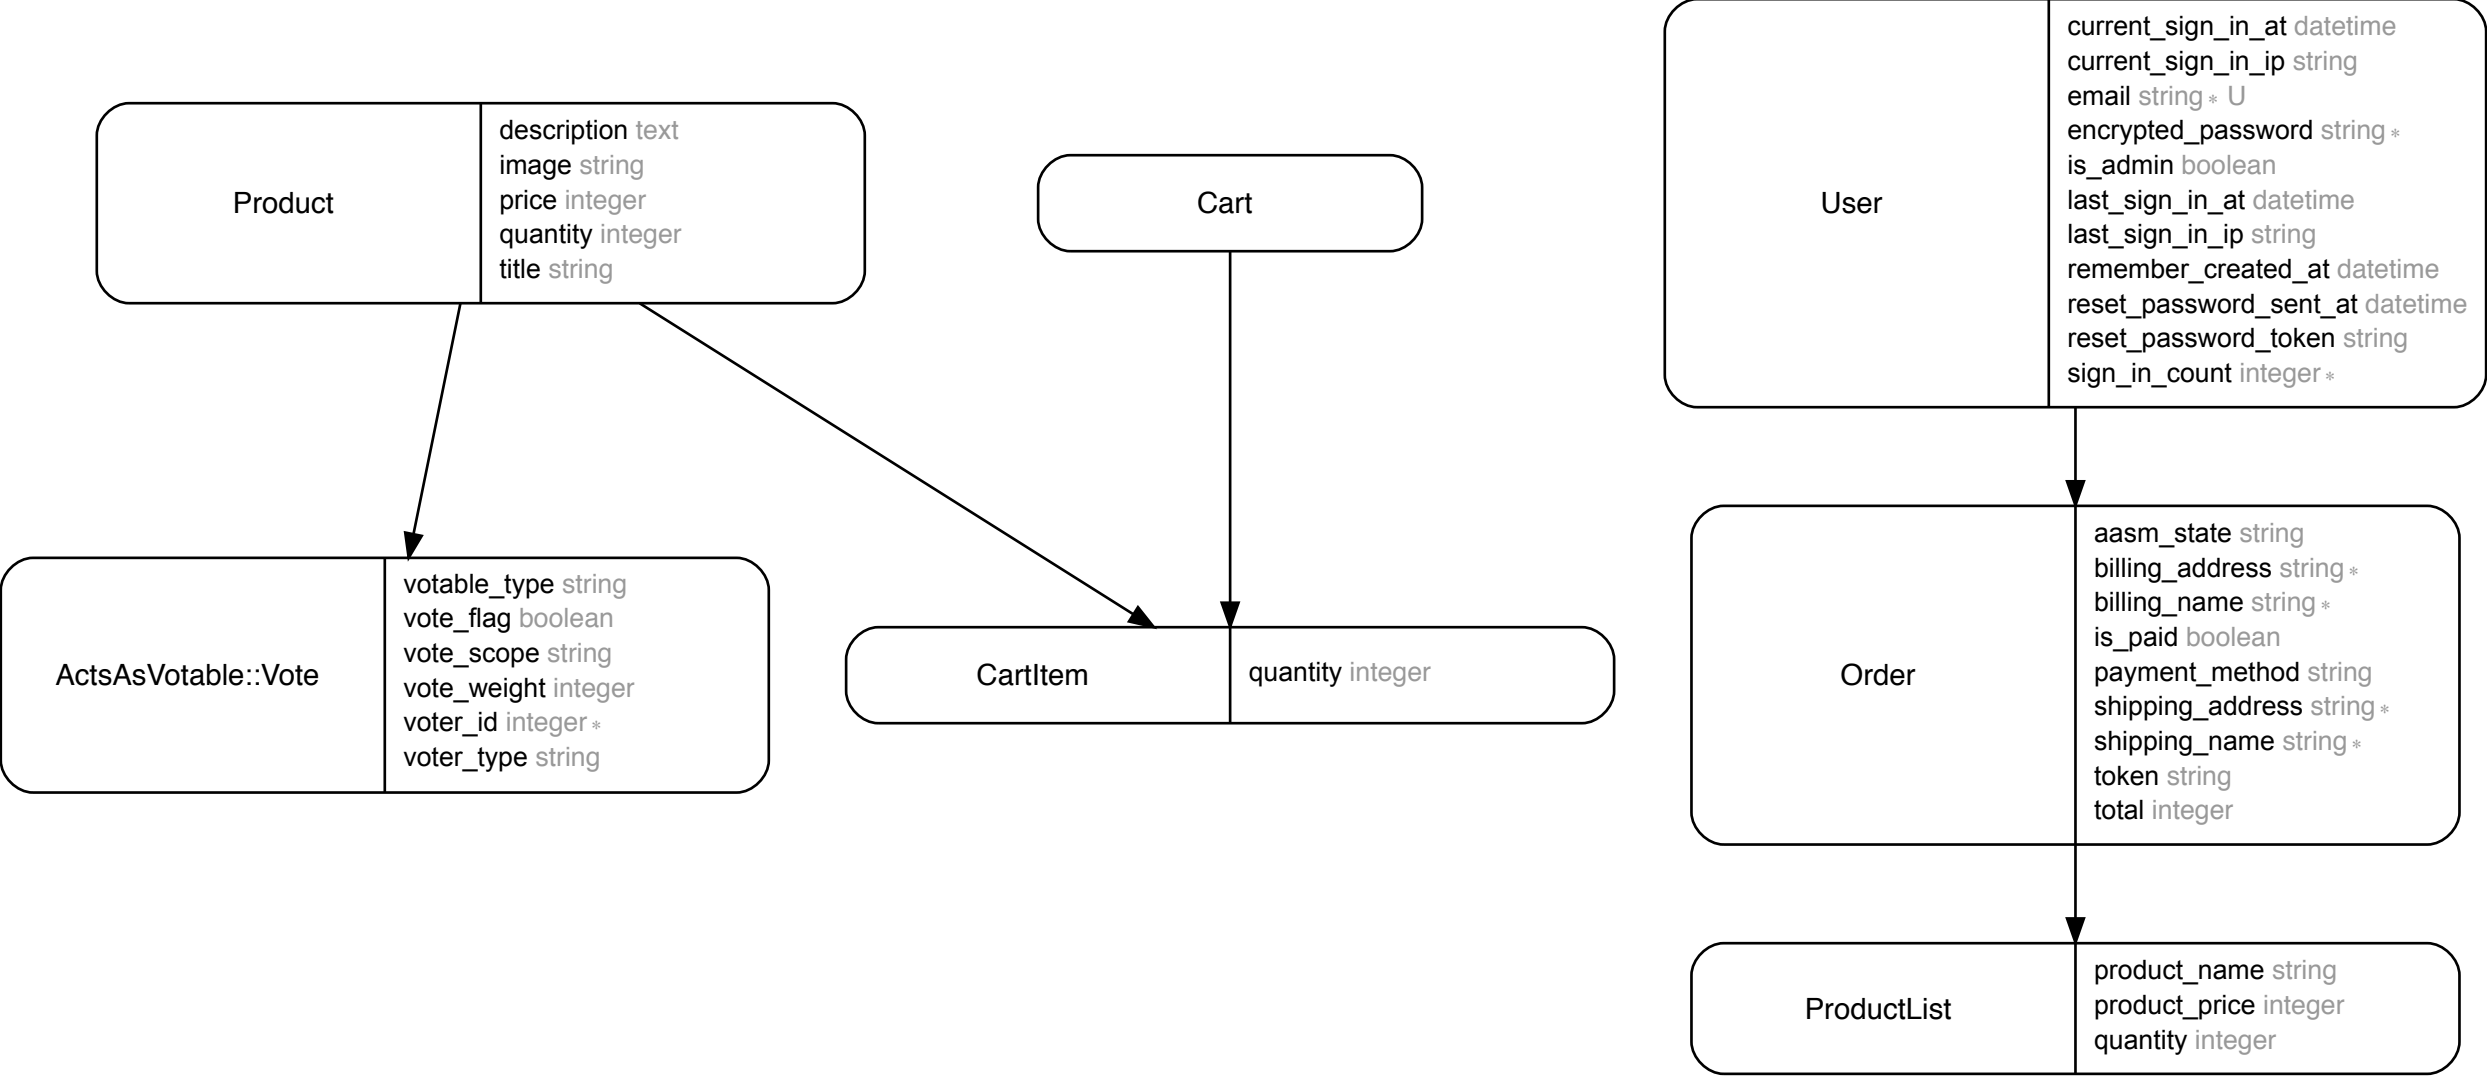 Product
description text
image string
price integer
quantity integer
title string
Cart
User
current_sign_in_at datetime
current_sign_in_ip string
email string ∗ U
encrypted_password string ∗
is_admin boolean
last_sign_in_at datetime
last_sign_in_ip string
remember_created_at datetime
reset_password_sent_at datetime
reset_password_token string
sign_in_count integer ∗
ActsAsVotable::Vote
votable_type string
vote_flag boolean
vote_scope string
vote_weight integer
voter_id integer ∗
voter_type string
CartItem
quantity integer
Order
aasm_state string
billing_address string ∗
billing_name string ∗
is_paid boolean
payment_method string
shipping_address string ∗
shipping_name string ∗
token string
total integer
ProductList
product_name string
product_price integer
quantity integer